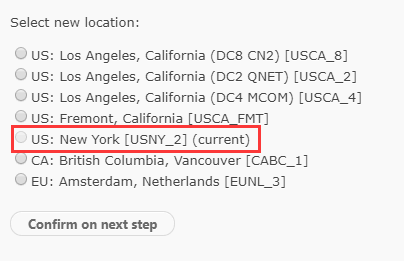 Select new location:
US: Los Angeles, California (DC8 CN2) [USCA_8]
US: Los Angeles, California (DC2 QNET) [USCA_2]
US: Los Angeles, California (DC4 MCOM) [USCA_4]
US: Fremont, California [USCA_FMT]
US: New York [USNY_2] (current)
CA: British Columbia, Vancouver [CABC_1]
EU: Amsterdam, Netherlands [EUNL_3]
Confirm on next step